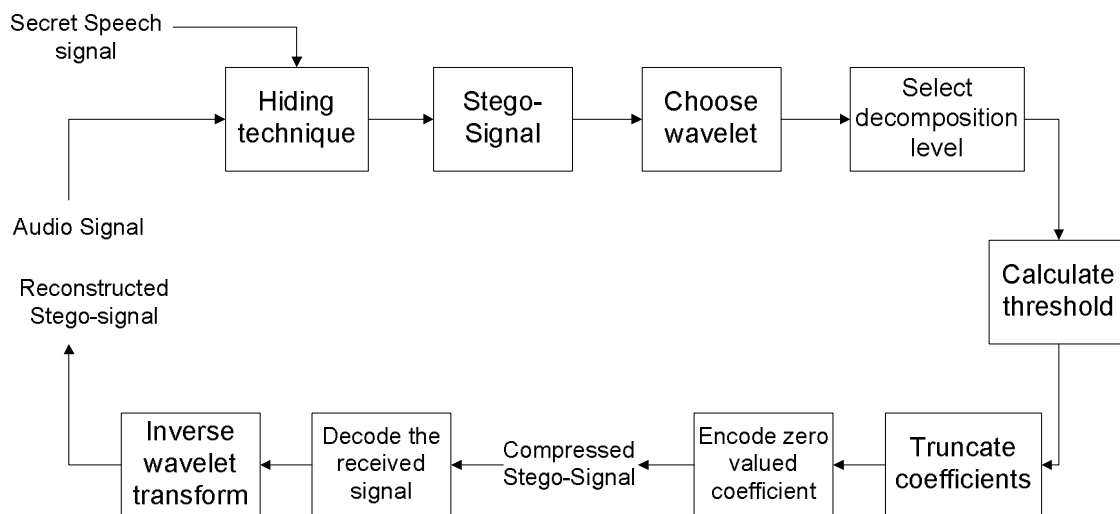 Secret Speech
signal
Hiding
technique
Stego-
Signal
Choose
wavelet
Select
decomposition
level
Audio Signal
Calculate
threshold
Reconstructed
Stego-signal
Inverse
wavelet
transform
Decode the
received
signal
Compressed
Stego-Signal
Encode zero
valued
coefficient
Truncate
coefficients